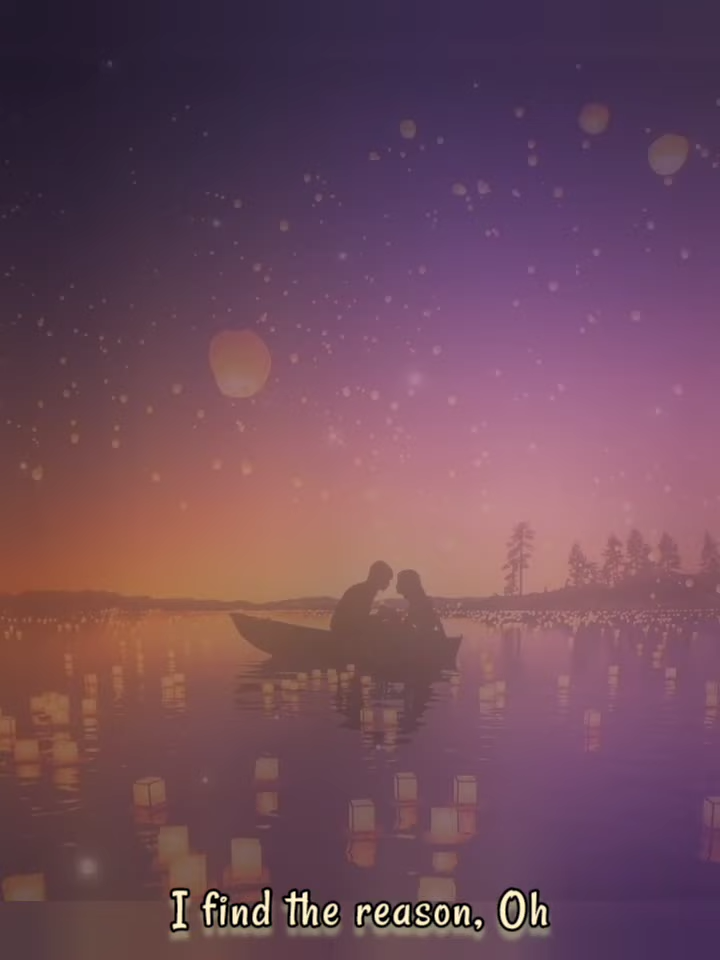 I find the reason, Oh